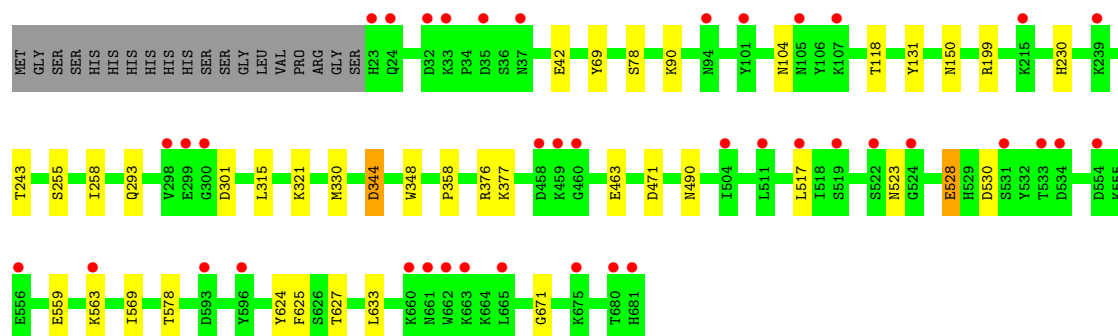 MET GLY SER SER HIS HIS HIS HIS HIS HIS SER SER GLY LEU VAL PRO ARG GLY SER H23 Q24 D32 K33 P34 D35 S36 N37 E42 Y69 S78 K90 N94 Y101 N104 N105 Y106 K107 T118 Y131 N150 R199 K215 H230 K239
T243 S255 I258 Q293 V298 E299 G300 D301 L315 K321 M330 D344 W348 P358 R376 K377 D458 K459 G460 E463 D471 N490 I504 L511 L517 I518 S519 S522 N523 G524 E528 H529 D530 S531 Y532 T533 D534 D554 K555
E556 E559 K563 I569 T578 D593 Y596 Y624 F625 S626 T627 L633 K660 N661 W662 K663 K664 L665 G671 K675 T680 H681